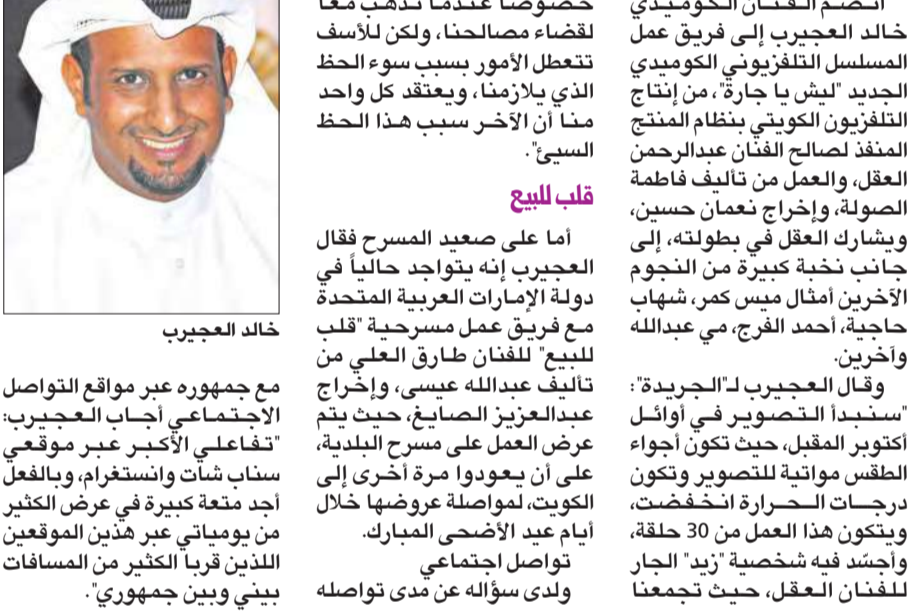 انضم الفنان الكوميدي
خالد العجيرب إلى فريق عمل
المسلسل التلفزيوني الكوميدي
الجديد "ليش يا جارة"، من إنتاج
التلفزيون الكويتي بنظام المنتج
المنفذ لصالح الفنان عبدالرحمن
العقل، والعمل من تأليف فاطمة
الصولة، وإخراج نعمان حسين،
ويشارك العقل في بطولته، إلى
جانب نخبة كبيرة من النجوم
الآخرين أمثال ميس كمر، شهاب
حاجية، أحمد الفرج، مي عبدالله
وآخرين.
وقال العجيرب لـ"الجريدة":
"سنبدأ التصوير في أوائل
أكتوبر المقبل، حيث تكون أجواء
الطقس مواتية للتصوير وتكون
درجات الحرارة انخفضت،
ويتكون هذا العمل من 30 حلقة،
وأجسّد فيه شخصية "زيد" الجار
للفنان العقل، حيث تجمعنا
خصوصاً عندما نذهب معاً
لقضاء مصالحنا، ولكن للأسف
تتعطل الأمور بسبب سوء الحظ
الذي يلازمنا، ويعتقد كل واحد
منا أن الآخر سبب هذا الحظ
السيئ".
قلب للبيع
أما على صعيد المسرح فقال
العجيرب إنه يتواجد حالياً في
دولة الإمارات العربية المتحدة
مع فريق عمل مسرحية "قلب
للبيع" للفنان طارق العلي من
تأليف عبدالله عيسى، وإخراج
عبدالعزيز الصايغ، حيث يتم
عرض العمل على مسرح البلدية،
على أن يعودوا مرة أخرى إلى
الكويت، لمواصلة عروضها خلال
أيام عيد الأضحى المبارك.
تواصل اجتماعي
ولدى سؤاله عن مدى تواصله
خالد العجيرب
مع جمهوره عبر مواقع التواصل
الاجتماعي أجاب العجيرب:
"تفاعلي الأكبر عبر موقعي
سناب شات وانستغرام، وبالفعل
أجد متعة كبيرة في عرض الكثير
من يومياتي عبر هذين الموقعين
اللذين قربا الكثير من المسافات
بيني وبين جمهوري".